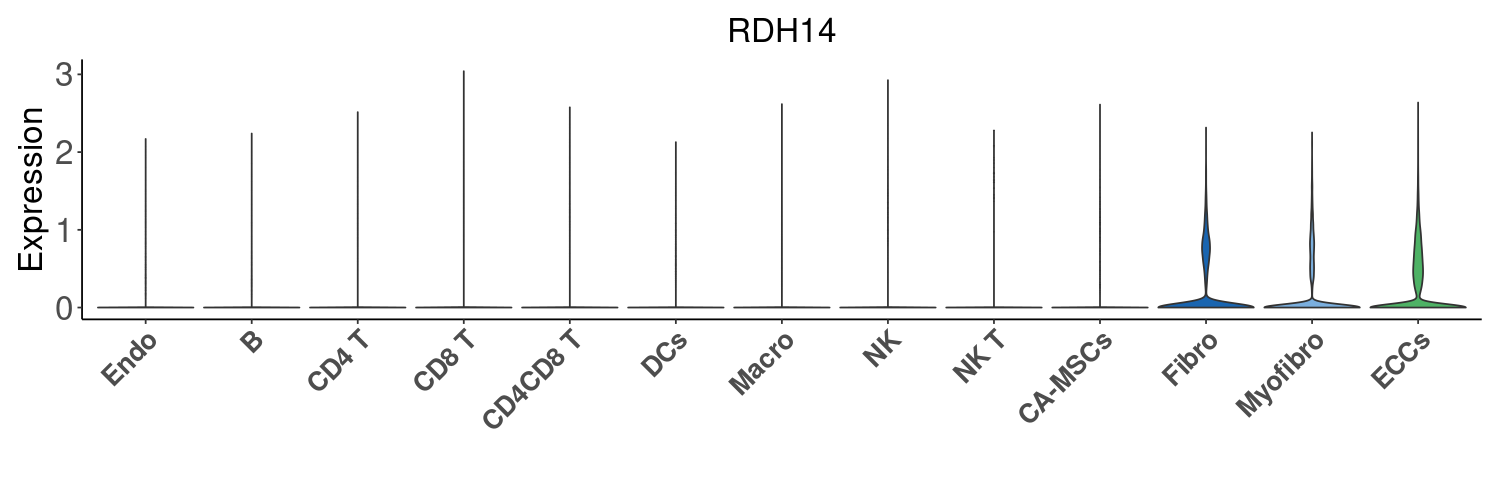 RDH14
Expression
3
2
1
0
Endo
B
CD4 T
CD8 T
CD4CD8 T
DCs
Macro
NK
NK T
CA-MSCs
Fibro
Myofibro
ECCs